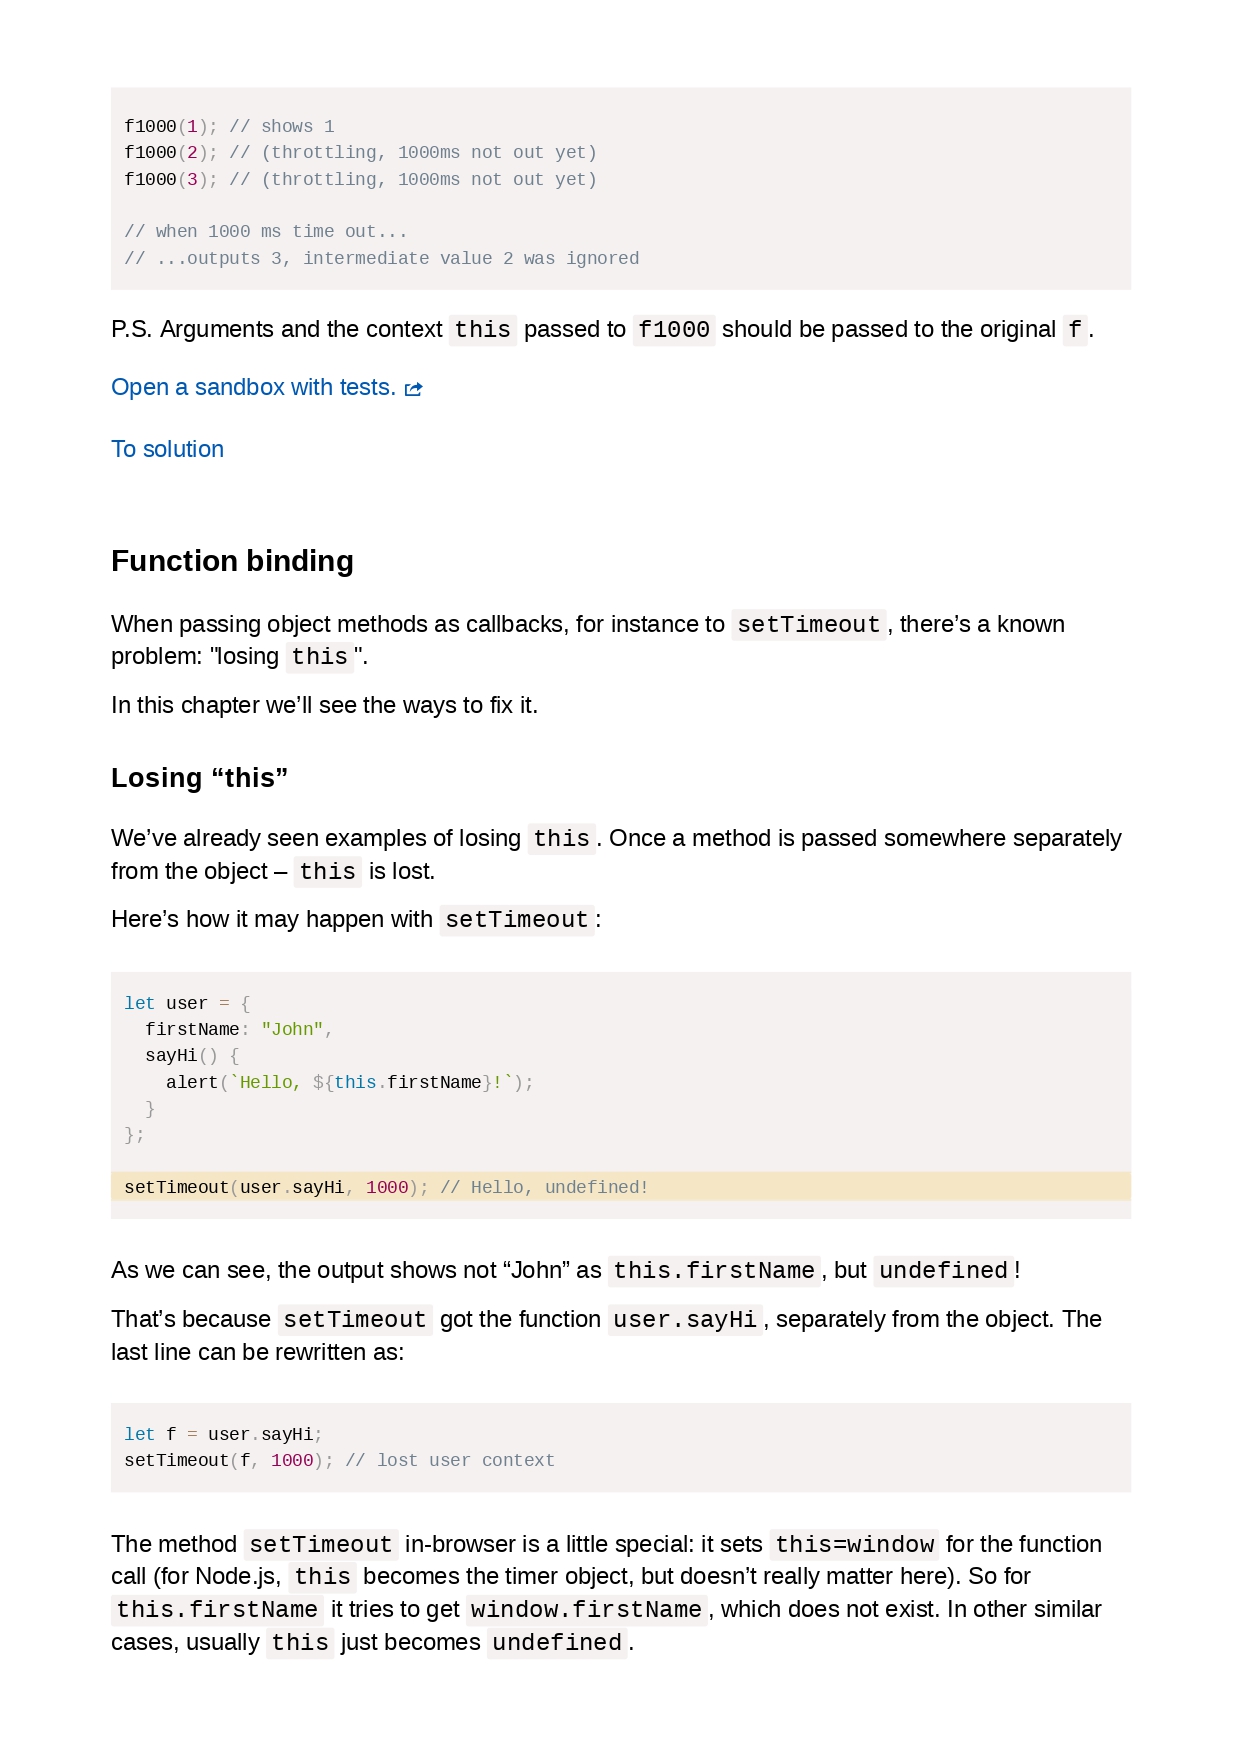 f1000(1); // shows 1
f1000(2); // (throttling, 1000ms not out yet)
f1000(3); // (throttling, 1000ms not out yet)
// when 1000 ms time out...
// ...outputs 3, intermediate value 2 was ignored
P.S. Arguments and the context this passed to f1000 should be passed to the original f.
Open a sandbox with tests.
To solution
Function binding
When passing object methods as callbacks, for instance to setTimeout, there’s a known
problem: "losing this".
In this chapter we’ll see the ways to fix it.
Losing “this”
We’ve already seen examples of losing this. Once a method is passed somewhere separately
from the object – this is lost.
Here’s how it may happen with setTimeout:
let user = {
  firstName: "John",
  sayHi() {
    alert(`Hello, ${this.firstName}!`);
  }
};
setTimeout(user.sayHi, 1000); // Hello, undefined!
As we can see, the output shows not “John” as this.firstName, but undefined!
That’s because setTimeout got the function user.sayHi, separately from the object. The
last line can be rewritten as:
let f = user.sayHi;
setTimeout(f, 1000); // lost user context
The method setTimeout in-browser is a little special: it sets this=window for the function
call (for Node.js, this becomes the timer object, but doesn’t really matter here). So for
this.firstName it tries to get window.firstName, which does not exist. In other similar
cases, usually this just becomes undefined.